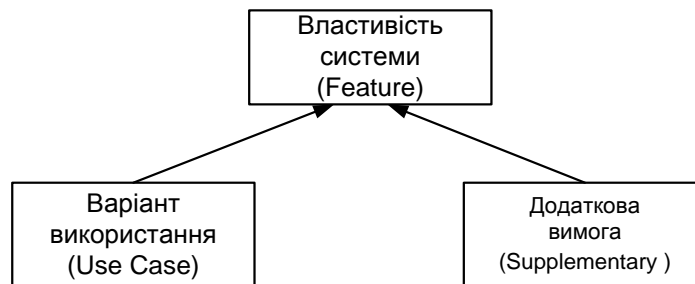 Властивість
системи
(Feature)
Варіант
використання
(Use Case)
Додаткова
вимога
(Supplementary )